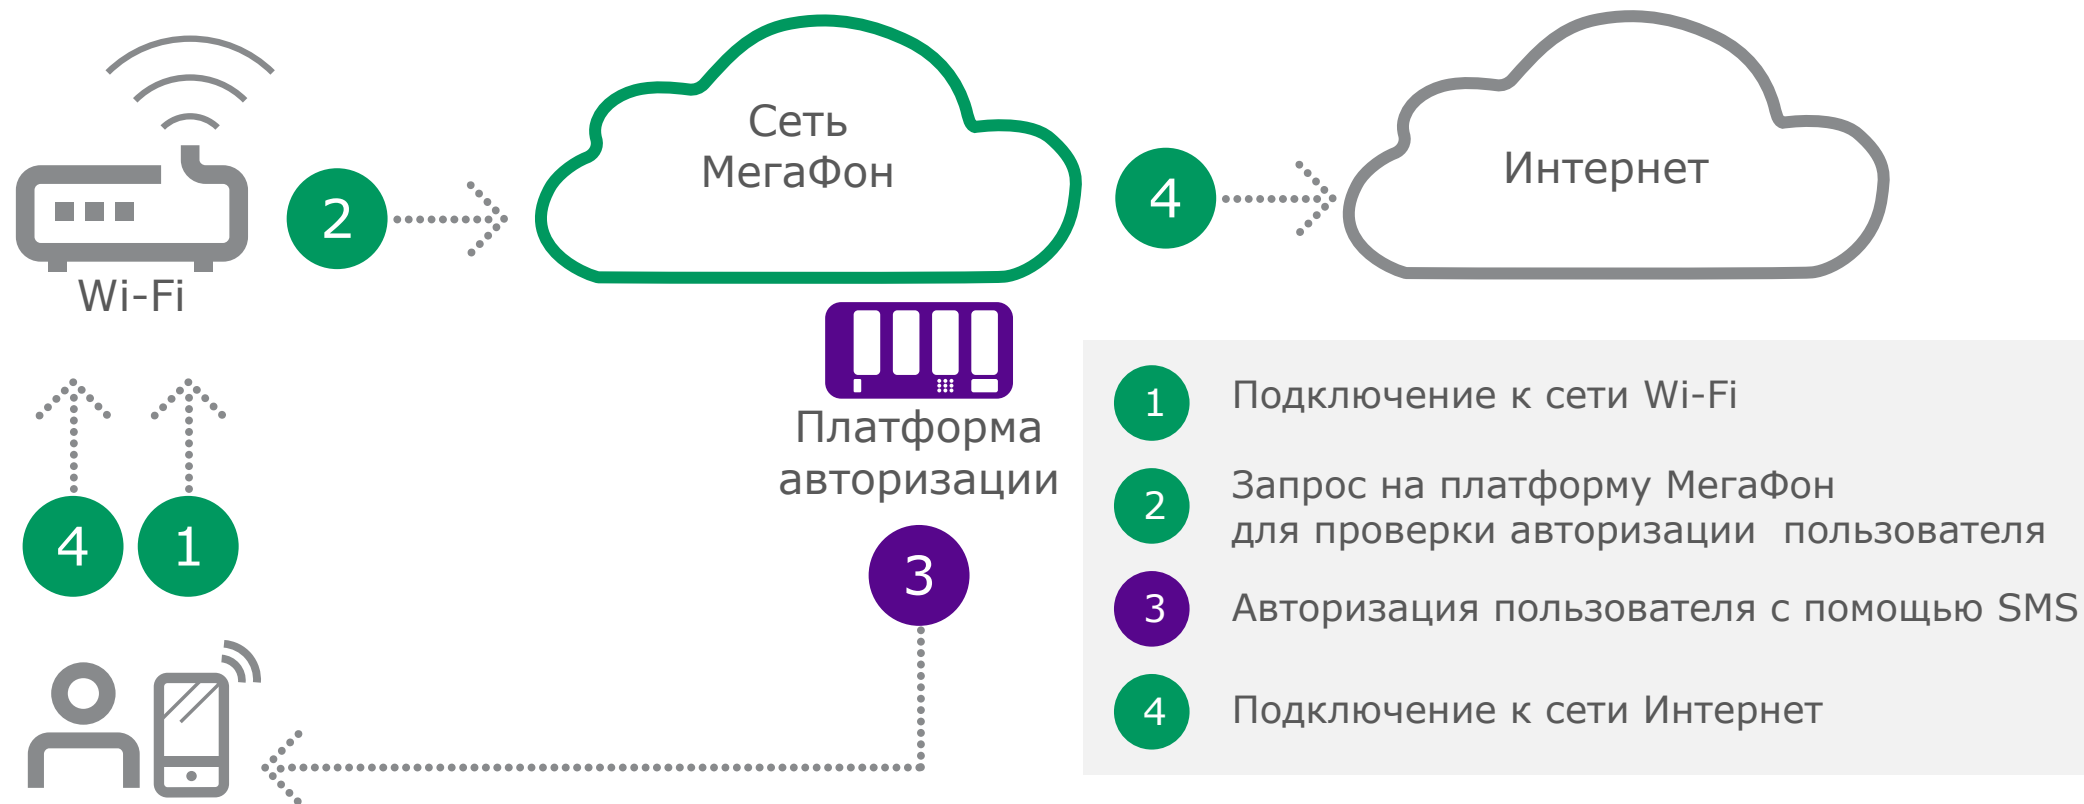 Сеть
МегаФон
Интернет
2
4
Wi-Fi
Платформа
авторизации
4
1
3
1
Подключение к сети Wi-Fi
2
Запрос на платформу МегаФон
для проверки авторизации  пользователя
3
Авторизация пользователя с помощью SMS
4
Подключение к сети Интернет